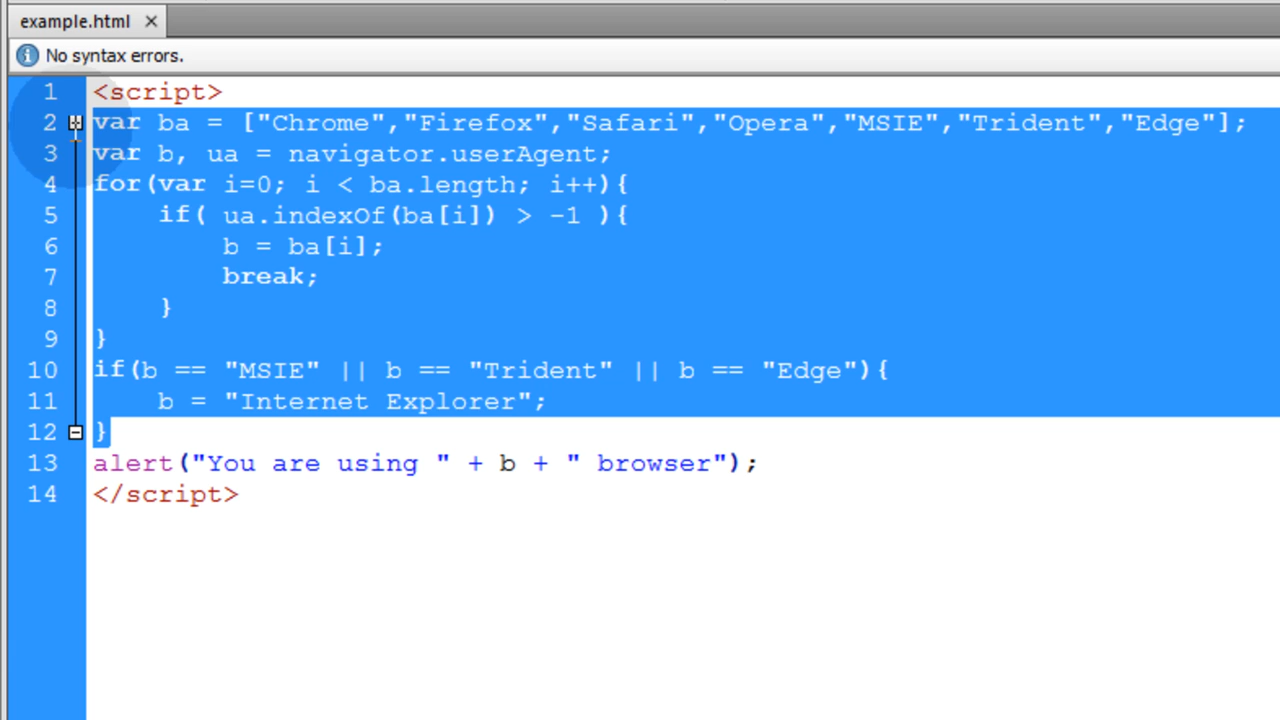 example.html ×
No syntax errors.
1 <script>
2 var ba = ["Chrome","Firefox","Safari","Opera","MSIE","Trident","Edge"];
3 var b, ua = navigator.userAgent;
4 for(var i=0; i < ba.length; i++){
5     if( ua.indexOf(ba[i]) > -1 ){
6         b = ba[i];
7         break;
8     }
9 }
10 if(b == "MSIE" || b == "Trident" || b == "Edge"){
11     b = "Internet Explorer";
12 }
13 alert("You are using " + b + " browser");
14 </script>